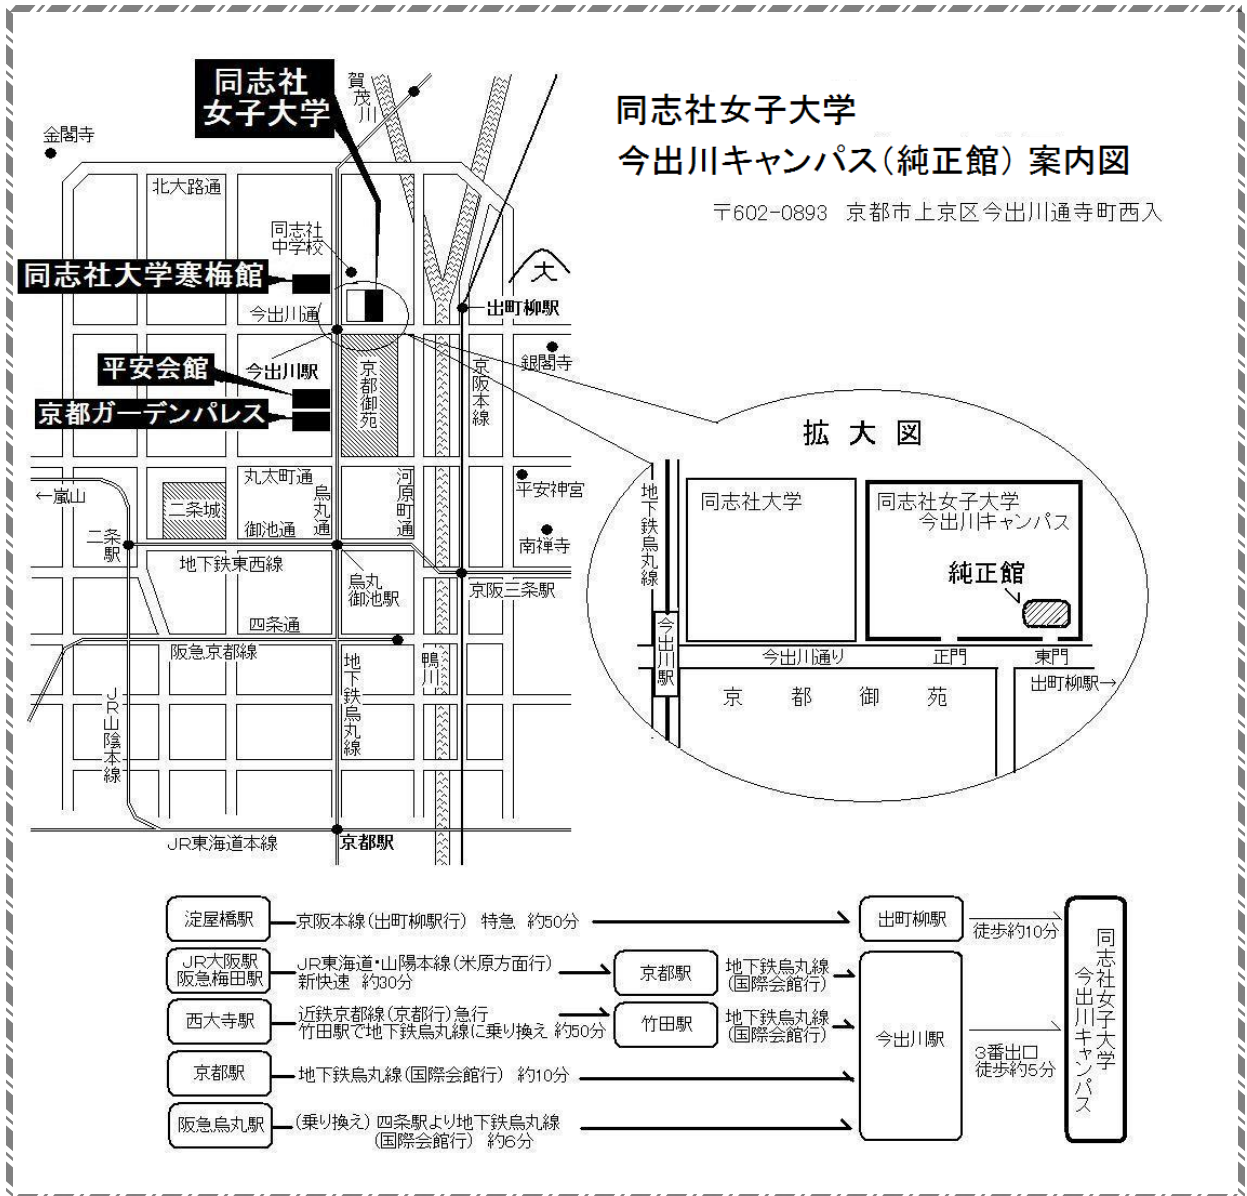 同志社
女子大学
賀茂川
金閣寺
北大路通
同志社女子大学
今出川キャンパス(純正館) 案内図
〒602-0893 京都市上京区今出川通寺町西入
同志社
中学校
同志社大学寒梅館
大
今出川通
出町柳駅
平安会館
今出川駅
京都御苑
京阪本線
銀閣寺
京都ガーデンパレス
拡大図
丸太町通
烏丸通
河原町通
←嵐山
二条城
御池通
平安神宮
二条駅
南禅寺
地下鉄東西線
烏丸
御池駅
京阪三条駅
四条通
阪急京都線
地下鉄烏丸線
鴨川
JR山陰本線
JR東海道本線
京都駅
地下鉄烏丸線
同志社大学
同志社女子大学
今出川キャンパス
純正館
今出川駅
今出川通り
正門
東門
出町柳駅→
京都御苑
淀屋橋駅
京阪本線(出町柳駅行) 特急 約50分
出町柳駅
徒歩約10分
JR大阪駅
阪急梅田駅
JR東海道・山陽本線(米原方面行)
新快速 約30分
京都駅
地下鉄烏丸線
(国際会館行)
西大寺駅
近鉄京都線(京都行)急行
竹田駅で地下鉄烏丸線に乗り換え 約50分
竹田駅
地下鉄烏丸線
(国際会館行)
今出川駅
3番出口
徒歩約5分
同志社女子大学
今出川キャンパス
京都駅
地下鉄烏丸線(国際会館行) 約10分
阪急烏丸駅
(乗り換え) 四条駅より地下鉄烏丸線
(国際会館行) 約6分